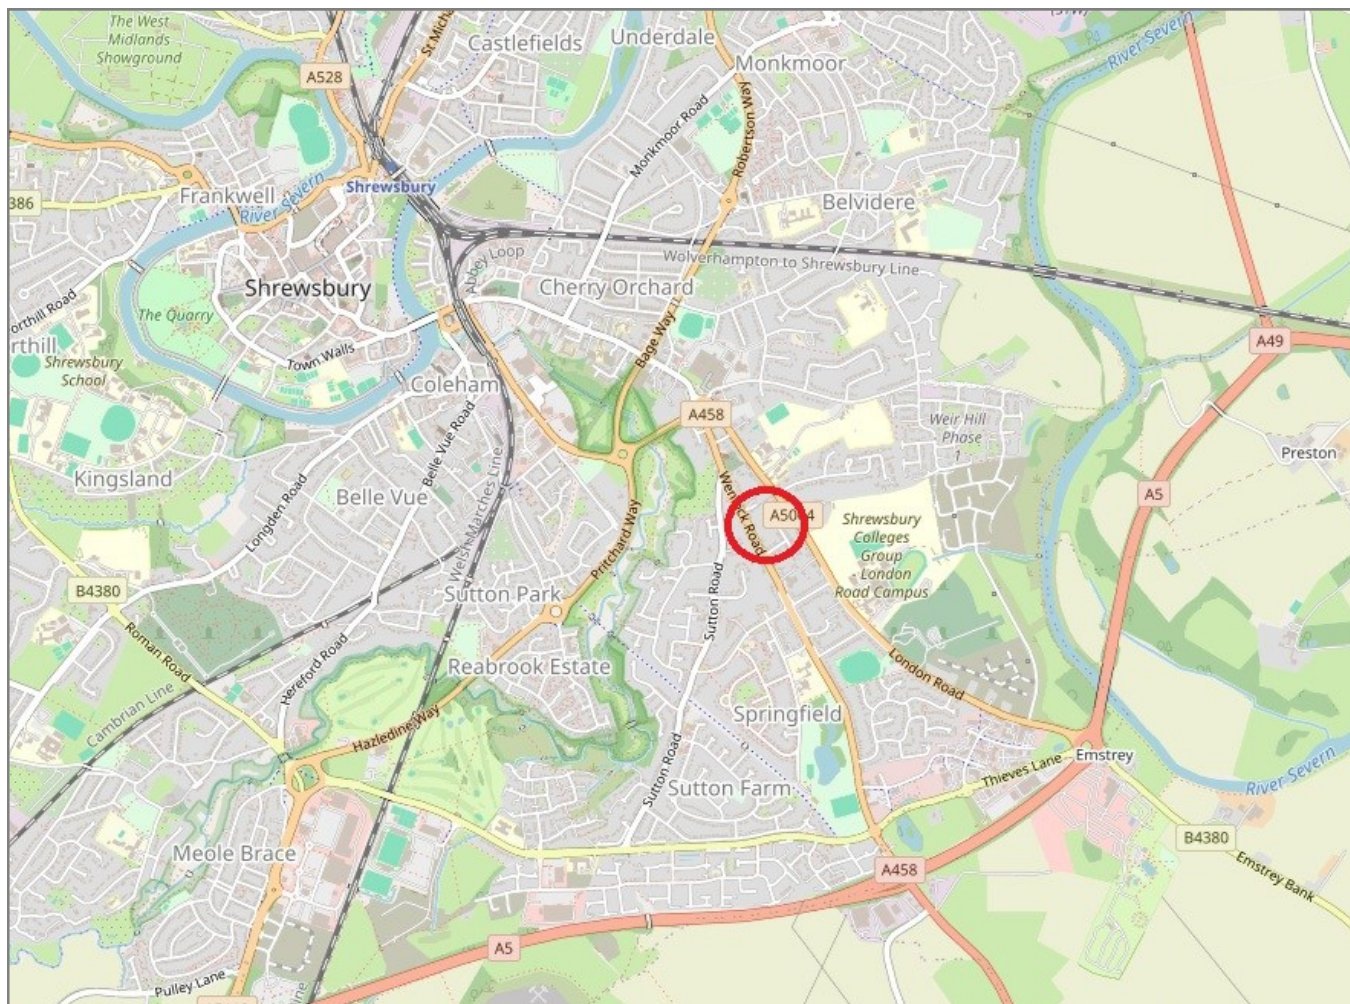 The West
Midlands
Showground
A528
St Micha
Castlefields
Underdale
Monkmoor
River Severn
Monkmoor Road
Robertson Way
Frankwell
River Severn
Shrewsbury
386
Belvidere
Abbey Loop
Wolverhampton to Shrewsbury Line
Shrewsbury
Cherry Orchard
The Quarry
orthill Road
rthill
Town Walls
Bage Way
A49
Shrewsbury
School
Coleham
A458
Weir Hill
Phase
1
Preston
Kingsland
Belle Vue Road
Belle Vue
Longden Road
Welsh Marches Line
Pritchard Way
A5
Shrewsbury
Colleges
Group
London
Road Campus
B4380
Sutton Park
Sutton Road
Roman Road
Hereford Road
Reabrook Estate
London Road
Cambrian Line
Hazledine Way
Springfield
Emstrey
Thieves Lane
River Severn
Sutton Road
Sutton Farm
B4380
Meole Brace
A458
Emstrey Bank
A5
Pulley Lane
Line